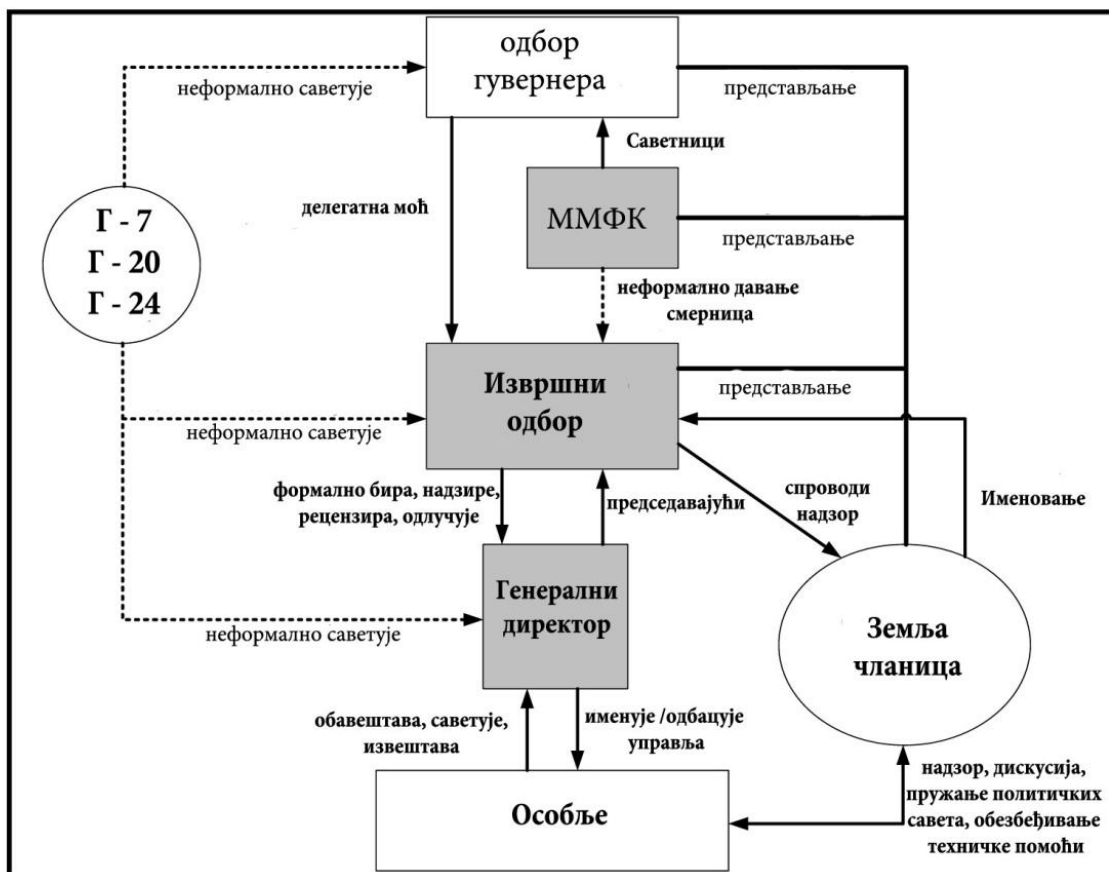 одбор
гувернера
неформално саветује
представљање
Саветници
делегатна моћ
ММФК
Г - 7
Г - 20
Г - 24
представљање
неформално давање
смерница
Извршни
одбор
представљање
неформално саветује
формално бира, надзире,
рецензира, одлучује
председавајући
спроводи
надзор
Именовање
Генерални
директор
неформално саветује
Земља
чланица
обавештава, саветује,
извештава
именује /одбацује
управља
Особље
надзор, дискусија,
пружање политичких
савета, обезбеђивање
техничке помоћи